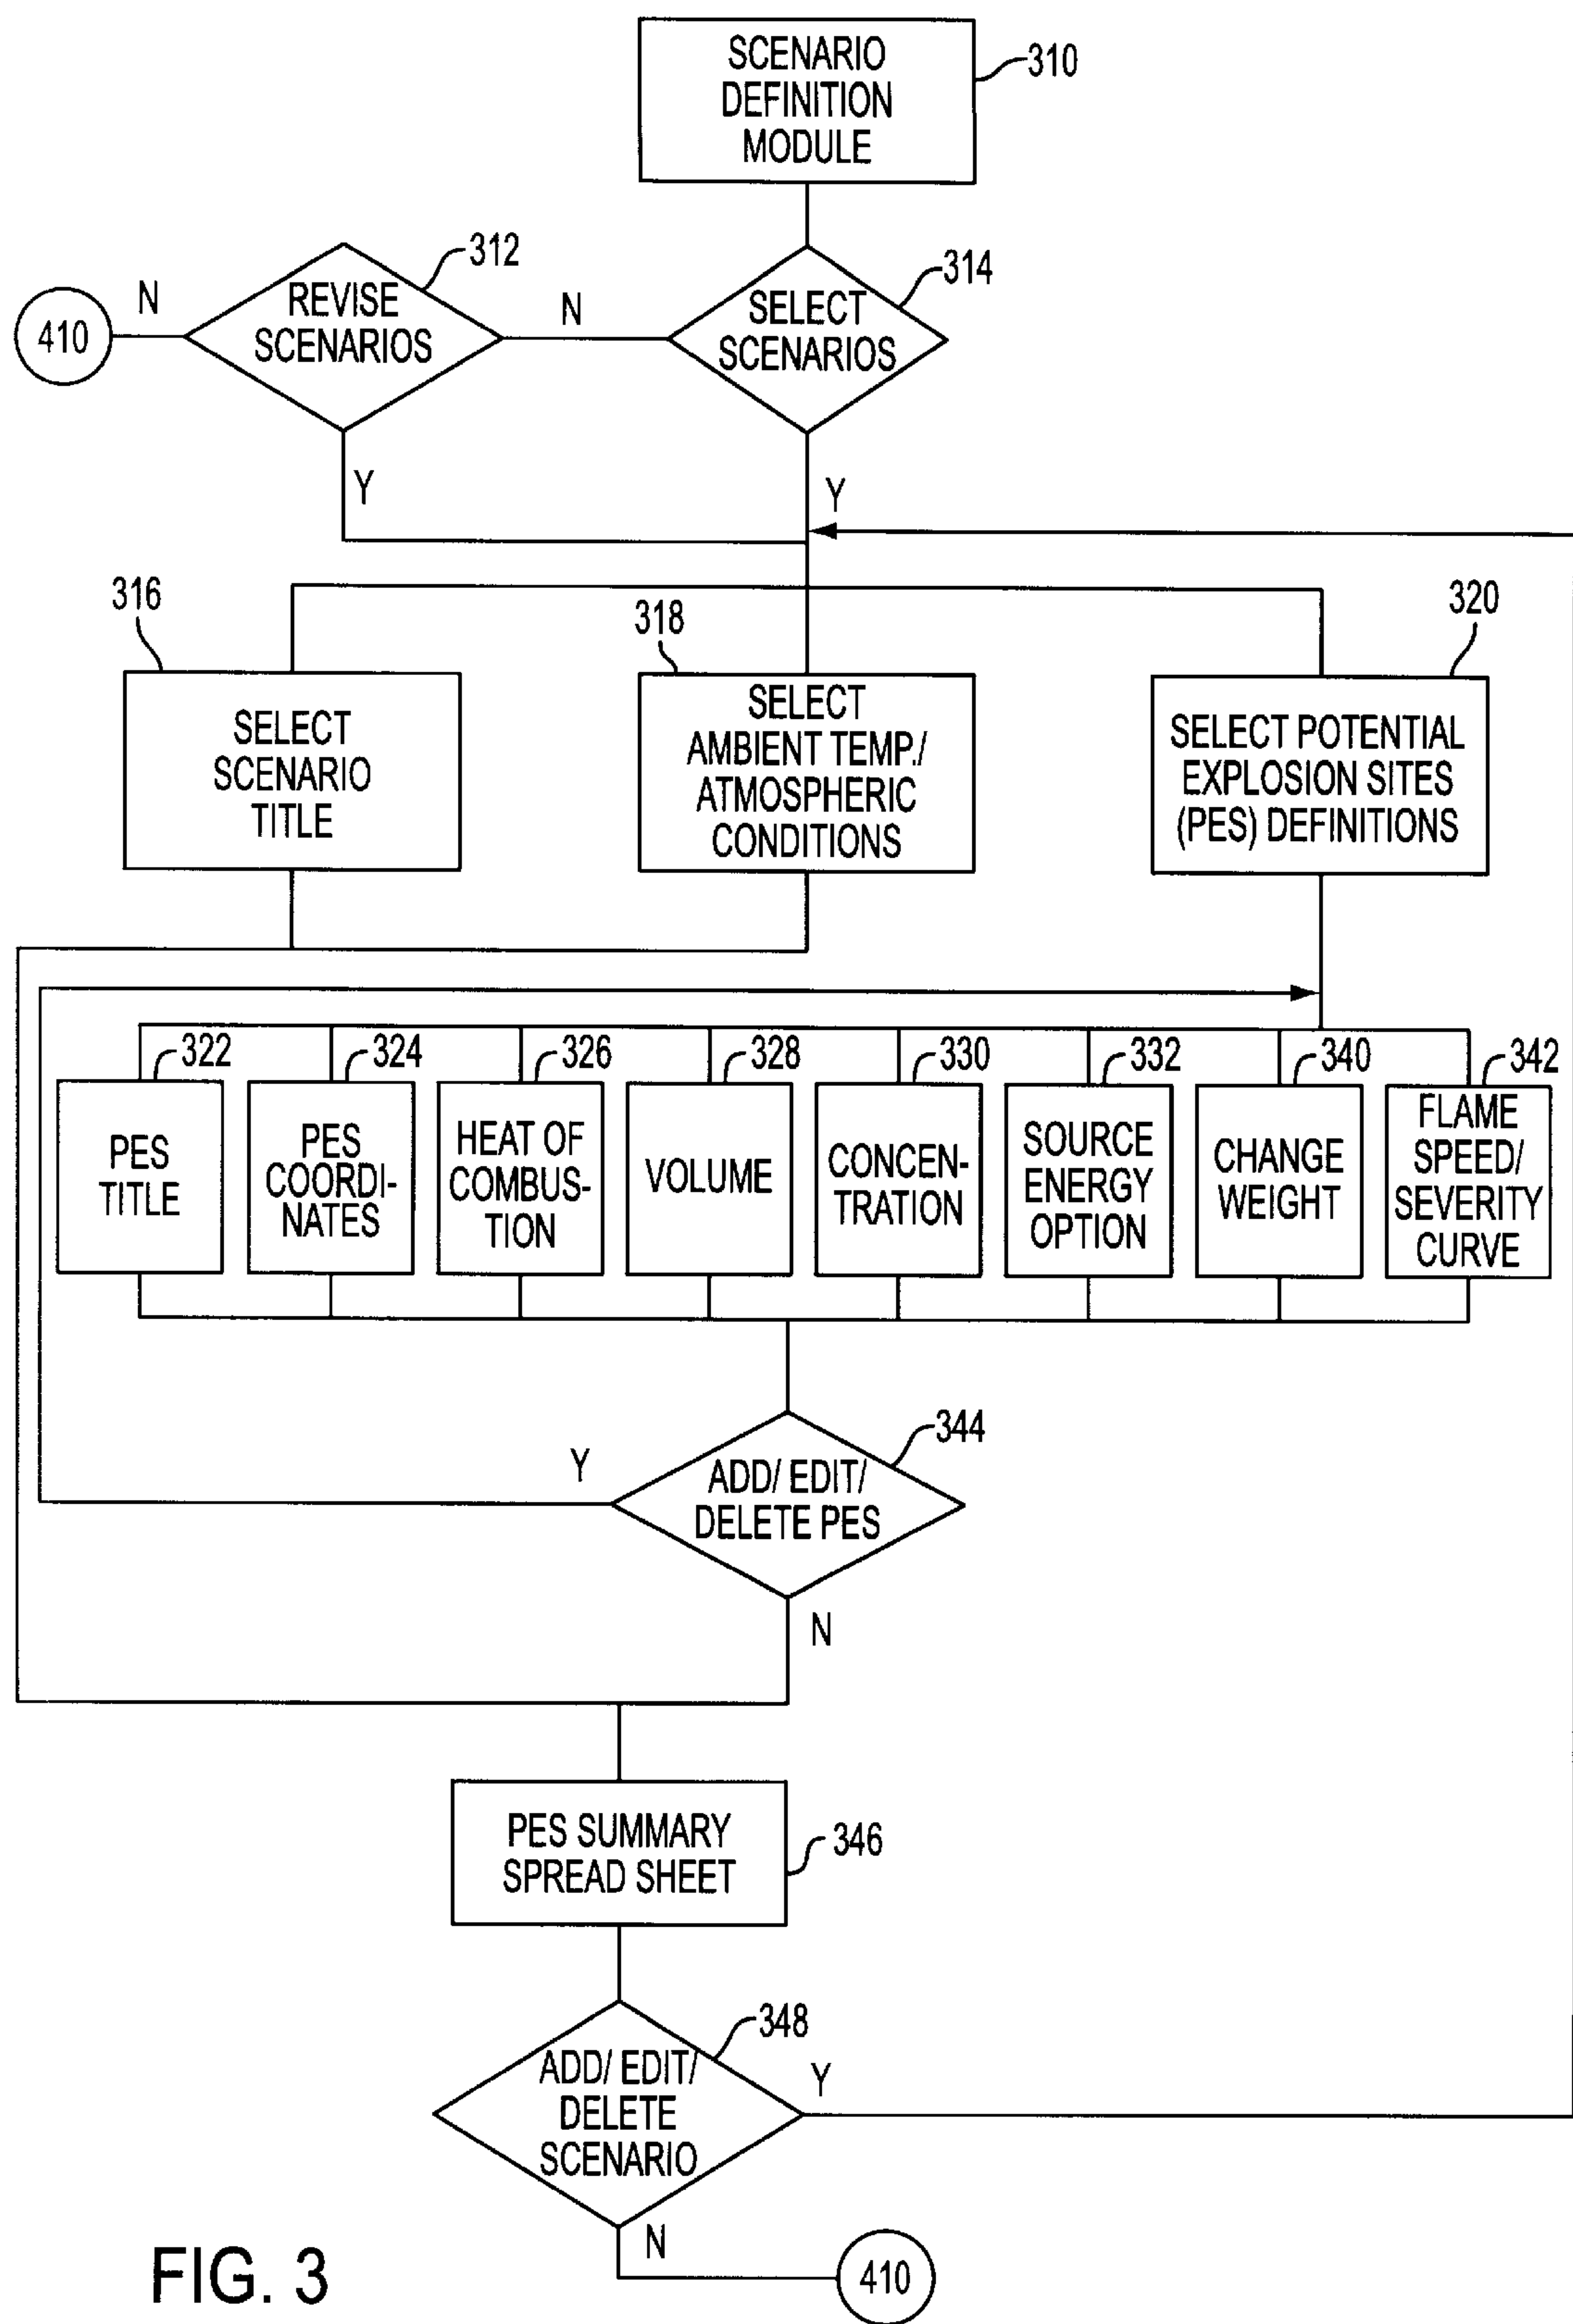 SCENARIO
DEFINITION
MODULE
310
312
314
N
REVISE
SCENARIOS
N
SELECT
SCENARIOS
410
Y
Y
316
318
320
SELECT
SCENARIO
TITLE
SELECT
AMBIENT TEMP./
ATMOSPHERIC
CONDITIONS
SELECT POTENTIAL
EXPLOSION SITES
(PES) DEFINITIONS
322
324
326
328
330
332
340
342
PES
TITLE
PES
COORDI-
NATES
HEAT OF
COMBUS-
TION
VOLUME
CONCEN-
TRATION
SOURCE
ENERGY
OPTION
CHANGE
WEIGHT
FLAME
SPEED/
SEVERITY
CURVE
344
Y
ADD/ EDIT/
DELETE PES
N
PES SUMMARY
SPREAD SHEET
346
348
ADD/ EDIT/
DELETE
SCENARIO
Y
N
410
FIG. 3